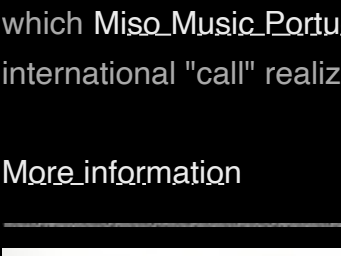 which Miso Music Portu
international "call" realiz
More information